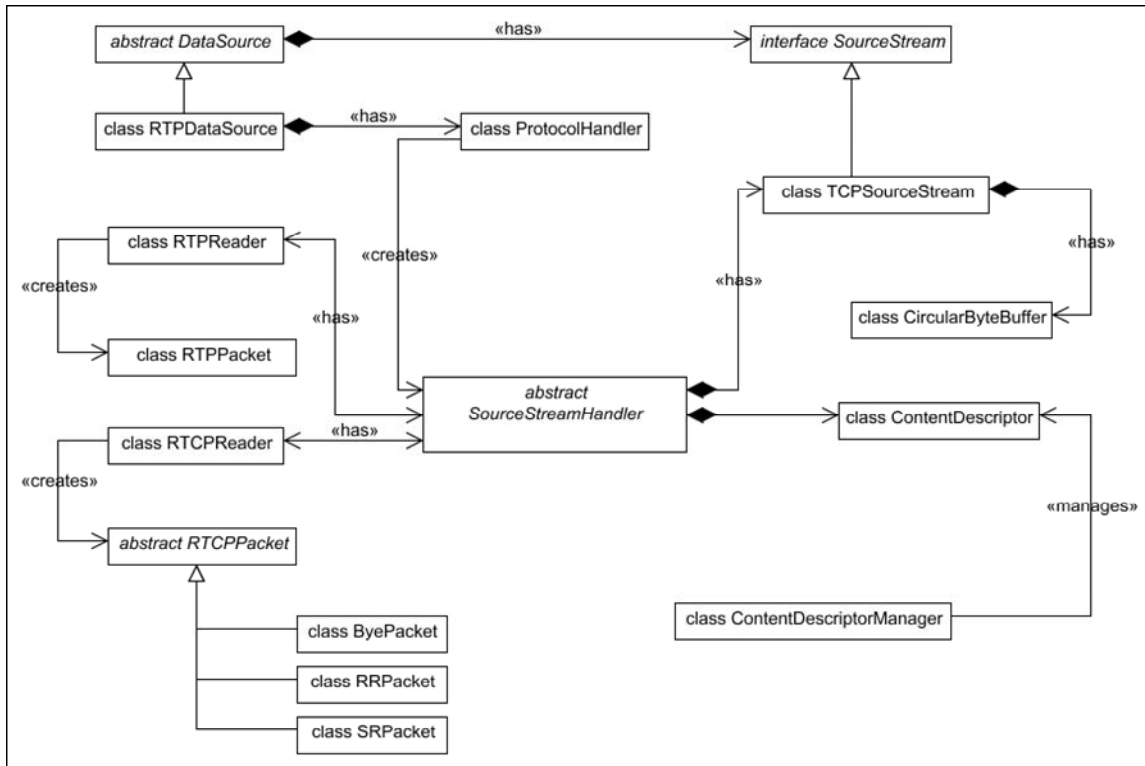 abstract DataSource
«has»
interface SourceStream
class RTPDataSource
«has»
class ProtocolHandler
class TCPSourceStream
class RTPReader
«creates»
«has»
«creates»
«has»
«has»
class CircularByteBuffer
class RTPPacket
abstract
SourceStreamHandler
class ContentDescriptor
class RTCPReader
«has»
«creates»
«manages»
abstract RTCPPacket
class ContentDescriptorManager
class ByePacket
class RRPacket
class SRPacket